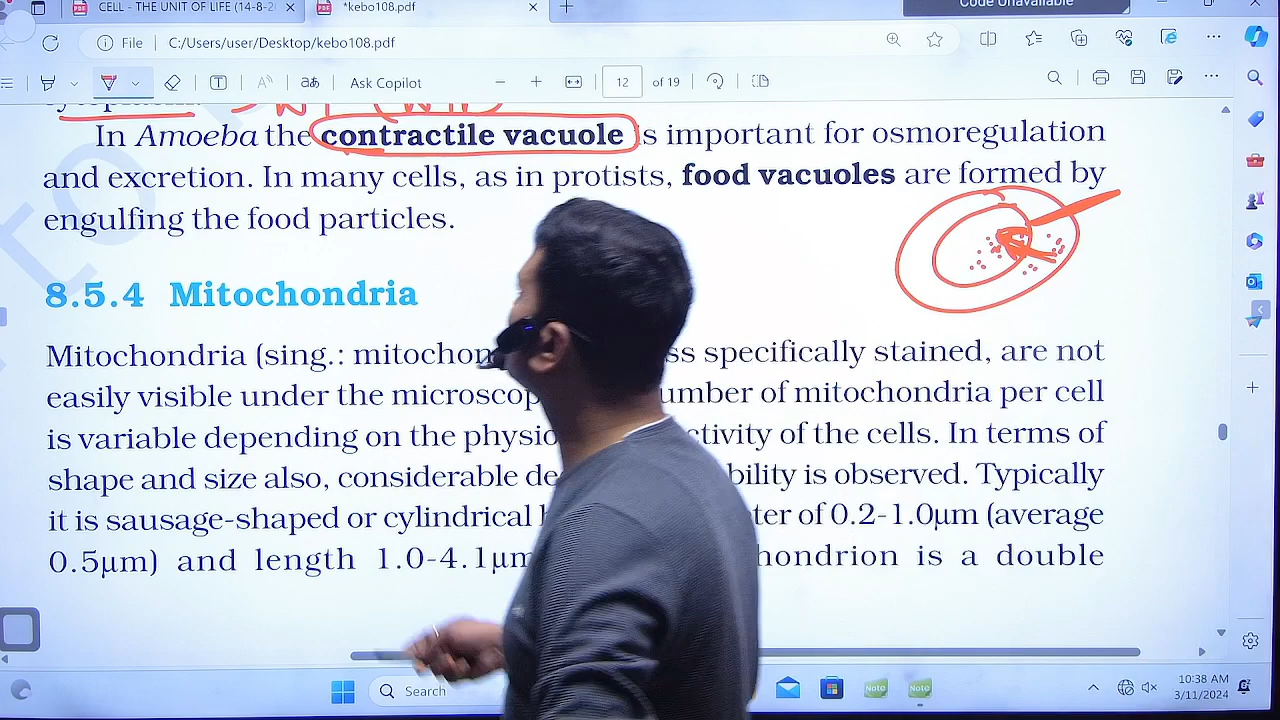 CELL - THE UNIT OF LIFE (14-8-2
*kebo108.pdf
Code Unavailable
File
C:/Users/user/Desktop/kebo108.pdf
Ask Copilot
12 of 19
In Amoeba the contractile vacuole is important for osmoregulation
and excretion. In many cells, as in protists, food vacuoles are formed by
engulfing the food particles.
8.5.4 Mitochondria
Mitochondria (sing.: mitochon ss specifically stained, are not
easily visible under the microscop umber of mitochondria per cell
is variable depending on the physio ctivity of the cells. In terms of
shape and size also, considerable de bility is observed. Typically
it is sausage-shaped or cylindrical ter of 0.2-1.0μm (average
0.5μm) and length 1.0-4.1μm hondrion is a double
Search
Note
Note
10:38 AM
3/11/2024